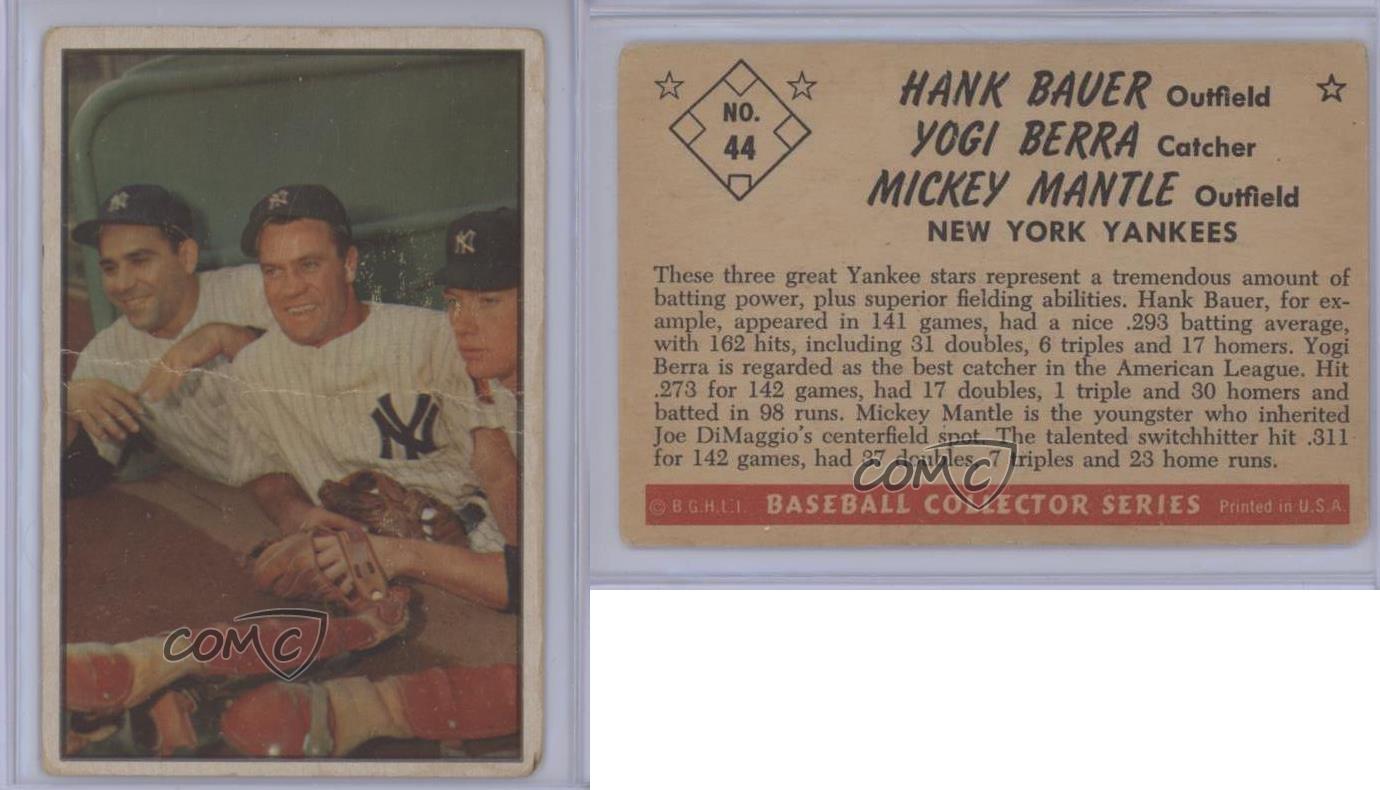 NY
NY
NY
NY
COMC
NO.
44
HANK BAUER Outfield
YOGI BERRA Catcher
MICKEY MANTLE Outfield
NEW YORK YANKEES
These three great Yankee stars represent a tremendous amount of
batting power, plus superior fielding abilities. Hank Bauer, for ex-
ample, appeared in 141 games, had a nice .293 batting average,
with 162 hits, including 31 doubles, 6 triples and 17 homers. Yogi
Berra is regarded as the best catcher in the American League. Hit
.273 for 142 games, had 17 doubles, 1 triple and 30 homers and
batted in 98 runs. Mickey Mantle is the youngster who inherited
Joe DiMaggio's centerfield spot. The talented switchhitter hit .311
for 142 games, had 37 doubles, 7 triples and 23 home runs.
COMC
© B.G.H.L.I. BASEBALL COLLECTOR SERIES Printed in U.S.A.